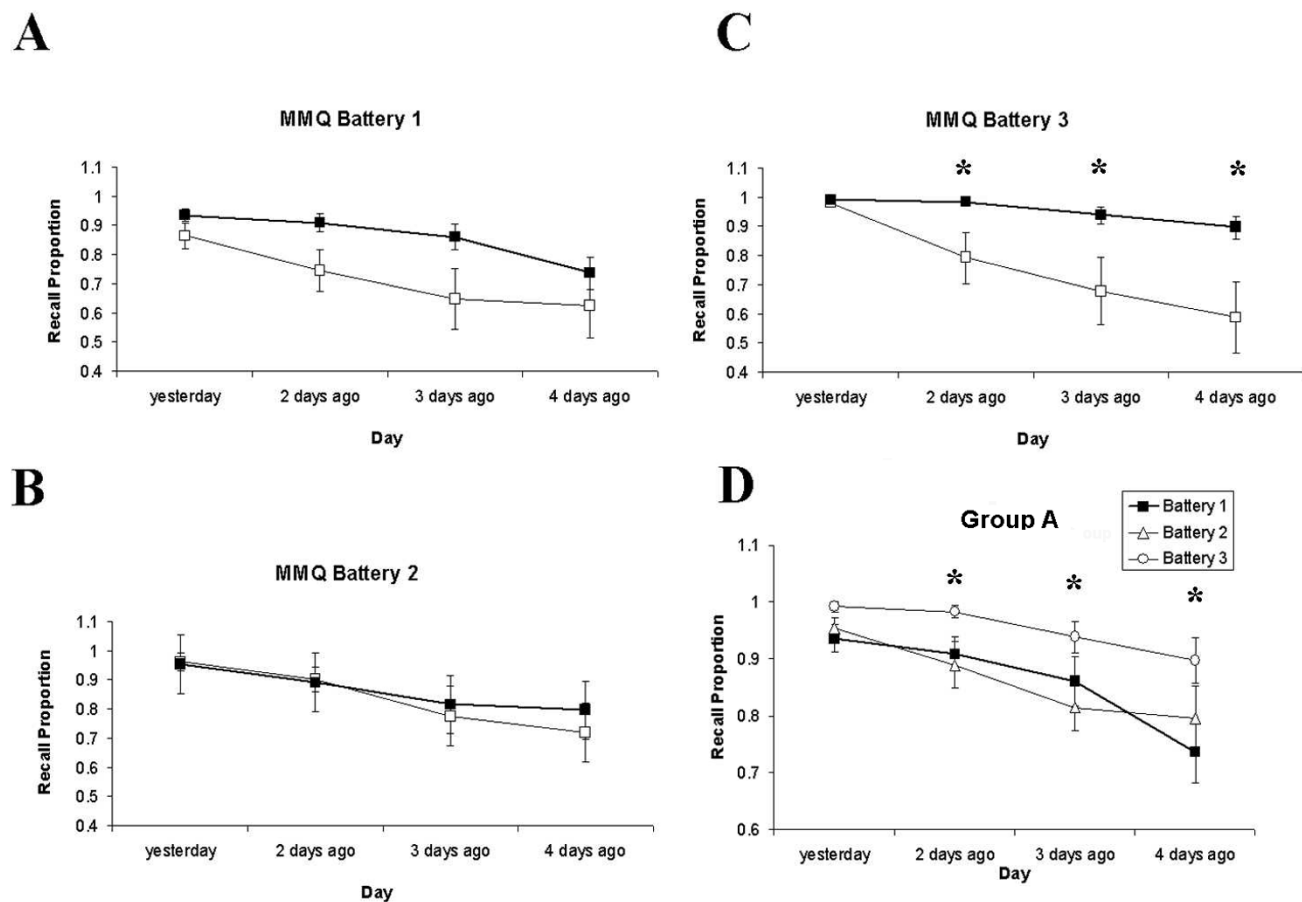 A
MMQ Battery 1
Recall Proportion
1.1
1
0.9
0.8
0.7
0.6
0.5
0.4
yesterday 2 days ago 3 days ago 4 days ago
Day
B
MMQ Battery 2
Recall Proportion
1.1
1
0.9
0.8
0.7
0.6
0.5
0.4
yesterday 2 days ago 3 days ago 4 days ago
Day
C
MMQ Battery 3
Recall Proportion
1.1
1
0.9
0.8
0.7
0.6
0.5
0.4
* * *
yesterday 2 days ago 3 days ago 4 days ago
Day
D
Group A
Battery 1
Battery 2
Battery 3
Recall Proportion
1.1
1
0.9
0.8
0.7
0.6
* * *
yesterday 2 days ago 3 days ago 4 days ago
Day